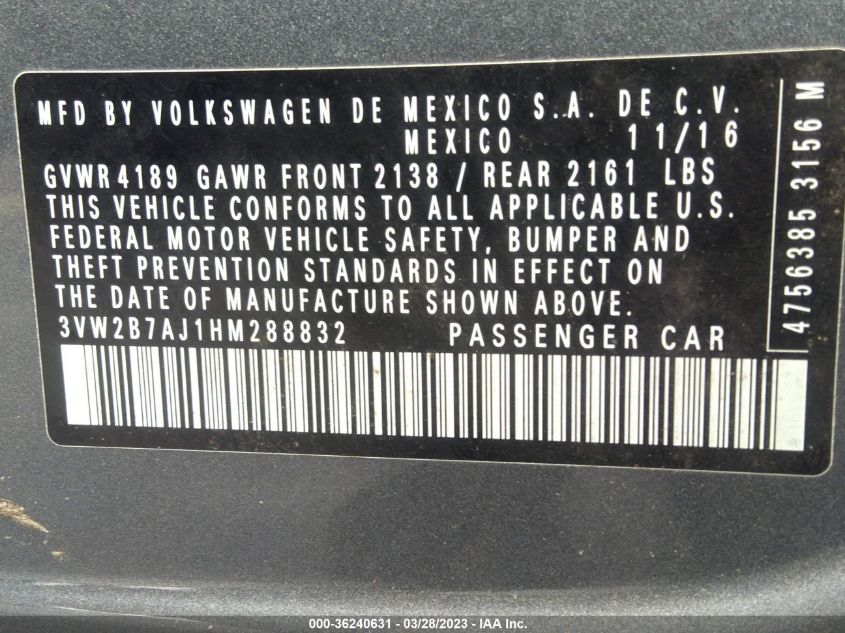 MFD BY VOLKSWAGEN DE MEXICO S.A. DE C.V.
MEXICO 11/16
GVWR 4189 GAWR FRONT 2138 / REAR 2161 LBS
THIS VEHICLE CONFORMS TO ALL APPLICABLE U.S.
FEDERAL MOTOR VEHICLE SAFETY, BUMPER AND
THEFT PREVENTION STANDARDS IN EFFECT ON
THE DATE OF MANUFACTURE SHOWN ABOVE.
3VW2B7AJ1HM288832 PASSENGER CAR
4756385 3156 M
000-36240631 - 03/28/2023 - IAA Inc.